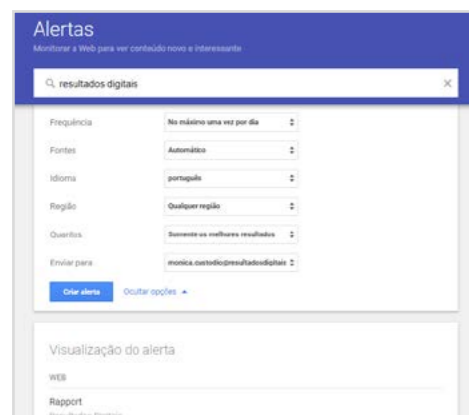 Alertas
Monitorar a Web para ver conteúdo novo e interessante
resultados digitais
Frequência No máximo uma vez por dia
Fontes Automático
Idioma português
Região Qualquer região
Quantos Somente os melhores resultados
Enviar para monica.custodio@resultadosdigitais
Criar alerta Ocultar opções
Visualização do alerta
WEB
Rapport
Resultados Digitais